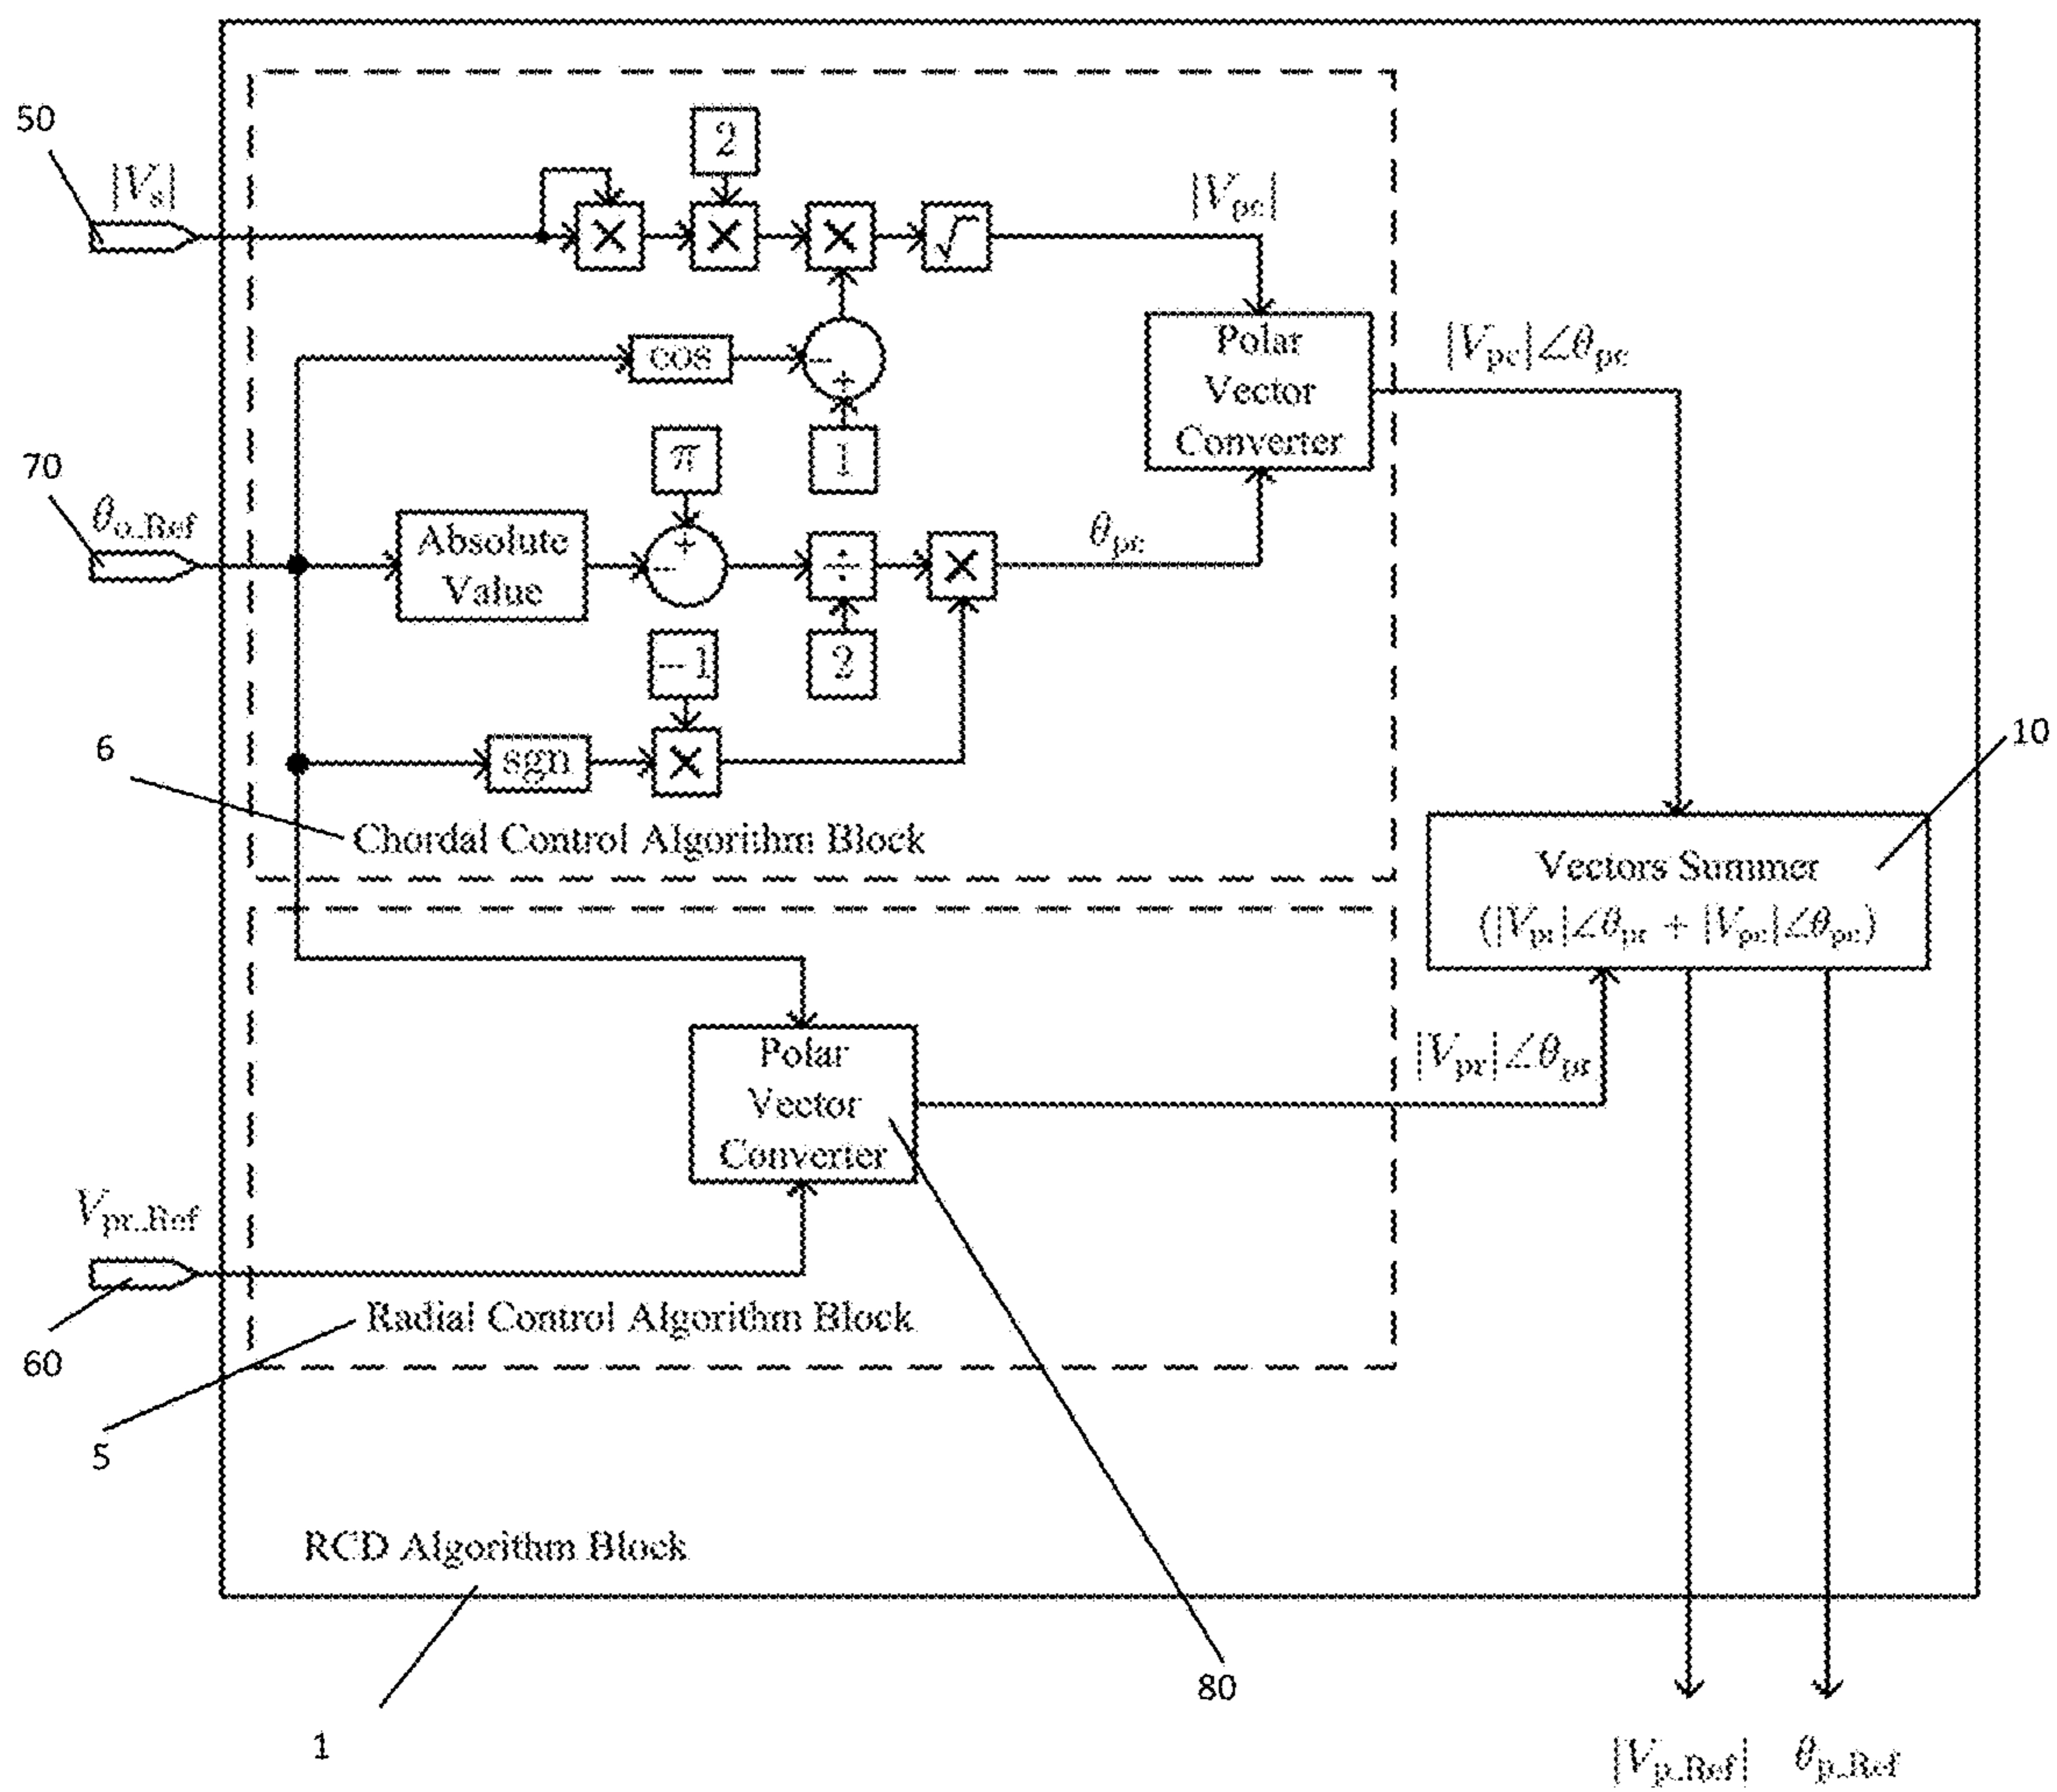 50
|Vs|
2
|Vpc|
cos
−
+
1
Polar
Vector
Converter
|Vpc|∠θpc
70
θo_Ref
π
Absolute
Value
+
−
÷
2
θpc
−1
6
sgn
10
Chordal Control Algorithm Block
Vectors Summer
(|Vpr|∠θpr + |Vpc|∠θpc)
Polar
Vector
Converter
|Vpr|∠θpr
Vpr_Ref
60
Radial Control Algorithm Block
5
RCD Algorithm Block
80
1
|Vp_Ref| θp_Ref